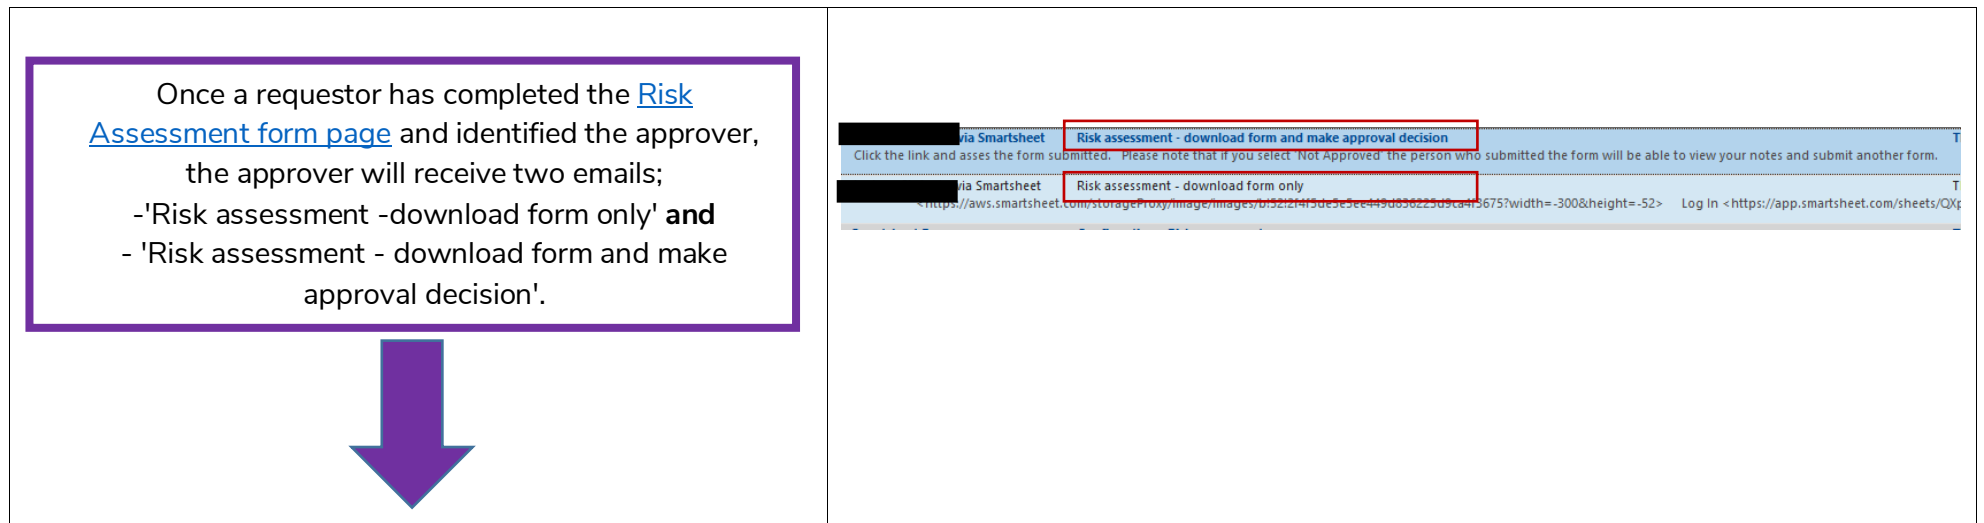 Once a requestor has completed the Risk
Assessment form page and identified the approver,
the approver will receive two emails;
-'Risk assessment -download form only' and
- 'Risk assessment - download form and make
approval decision'.
via Smartsheet Risk assessment - download form and make approval decision
Click the link and asses the form submitted. Please note that if you select 'Not Approved' the person who submitted the form will be able to view your notes and submit another form.
via Smartsheet Risk assessment - download form only
Log In <https://app.smartsheet.com/sheets/